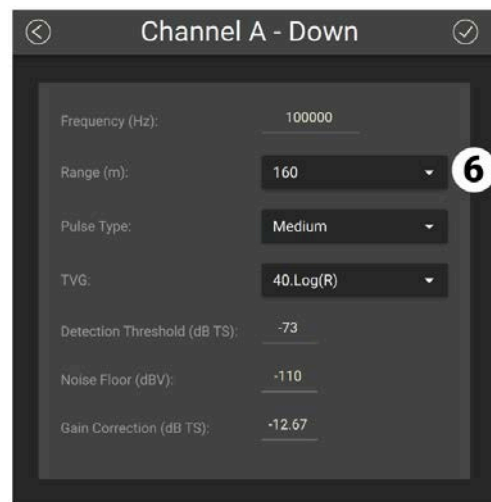 Channel A - Down
Frequency (Hz): 100000
Range (m): 160 6
Pulse Type: Medium
TVG: 40.Log(R)
Detection Threshold (dB TS): -73
Noise Floor (dBV): -110
Gain Correction (dB TS): -12.67